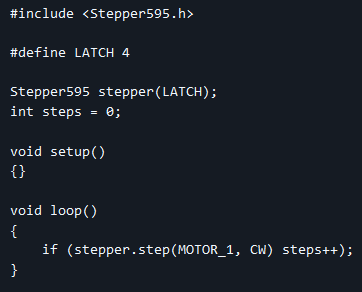 #include <Stepper595.h>
#define LATCH 4
Stepper595 stepper(LATCH);
int steps = 0;
void setup()
{}
void loop()
{
    if (stepper.step(MOTOR_1, CW) steps++);
}